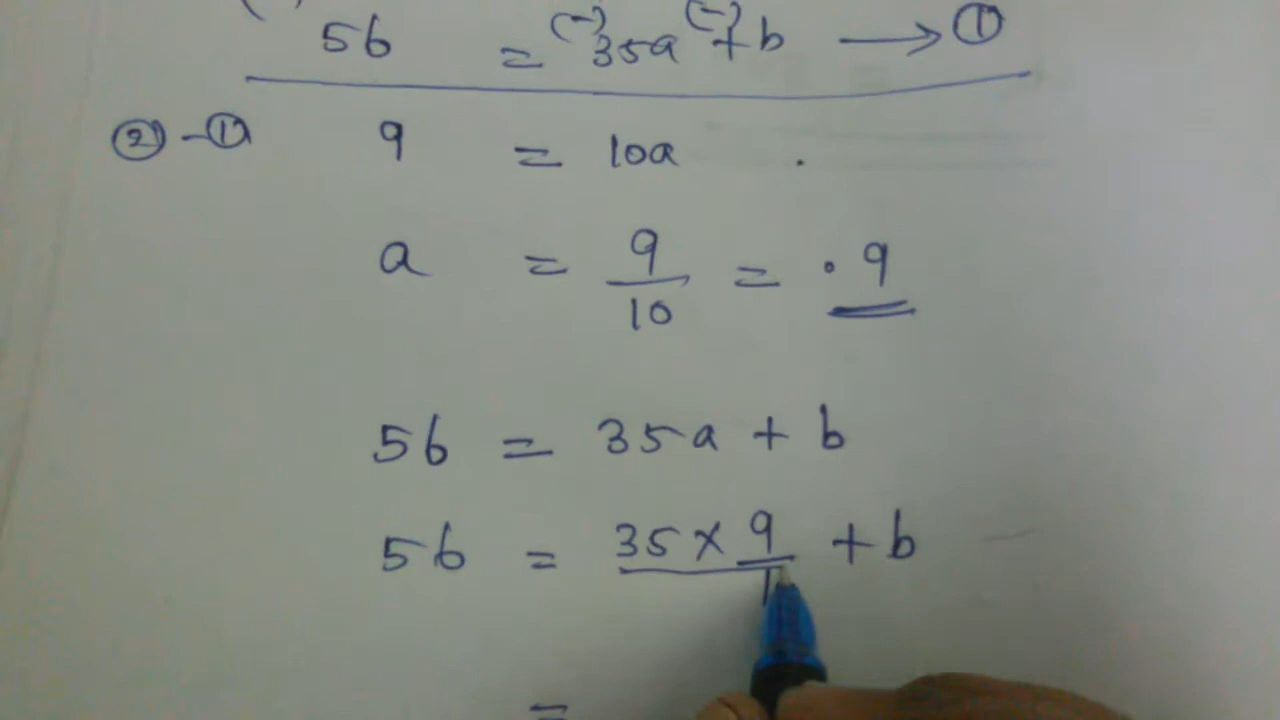 56 = (-)35a (-)+b → ①
② - ① 9 = 10a .
a = 9/10 = .9
56 = 35a + b
56 = 35 × 9/1 + b
=